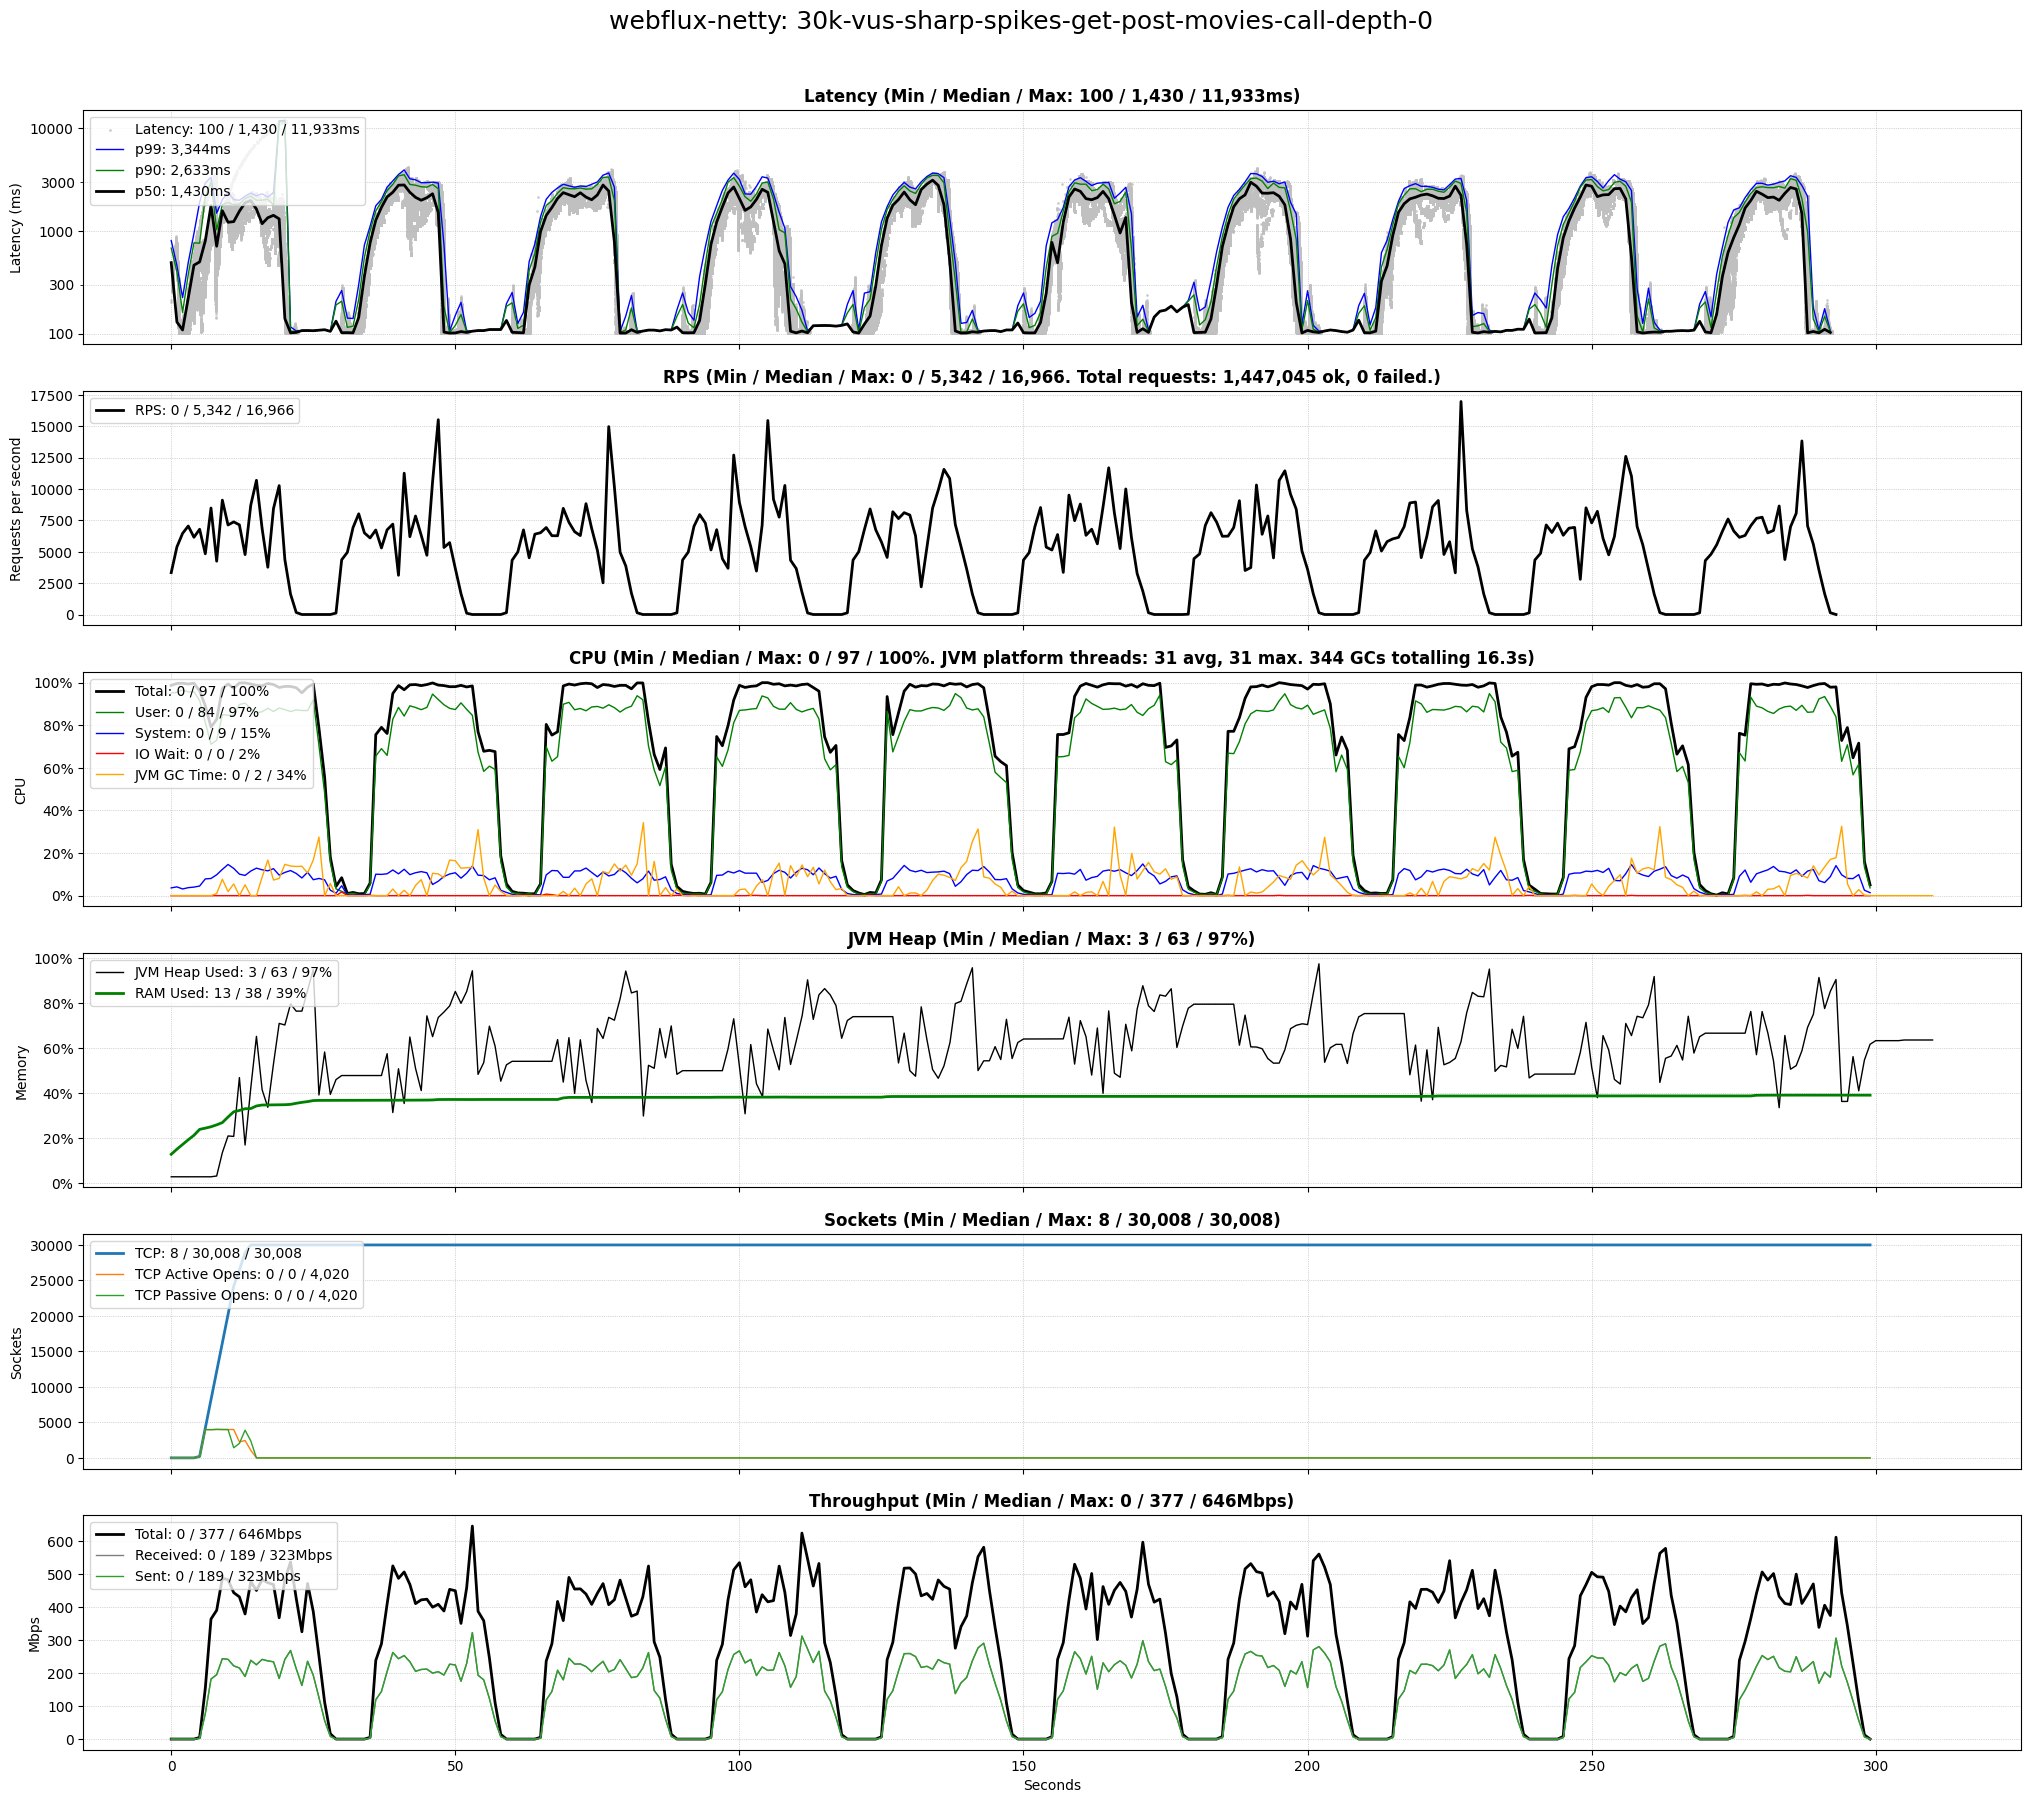 webflux-netty: 30k-vus-sharp-spikes-get-post-movies-call-depth-0
Latency (Min / Median / Max: 100 / 1,430 / 11,933ms)
Latency: 100 / 1,430 / 11,933ms
p99: 3,344ms
p90: 2,633ms
p50: 1,430ms
10000
3000
1000
300
100
Latency (ms)
RPS (Min / Median / Max: 0 / 5,342 / 16,966. Total requests: 1,447,045 ok, 0 failed.)
RPS: 0 / 5,342 / 16,966
17500
15000
12500
10000
7500
5000
2500
0
Requests per second
CPU (Min / Median / Max: 0 / 97 / 100%. JVM platform threads: 31 avg, 31 max. 344 GCs totalling 16.3s)
Total: 0 / 97 / 100%
User: 0 / 84 / 97%
System: 0 / 9 / 15%
IO Wait: 0 / 0 / 2%
JVM GC Time: 0 / 2 / 34%
100%
80%
60%
40%
20%
0%
CPU
JVM Heap (Min / Median / Max: 3 / 63 / 97%)
JVM Heap Used: 3 / 63 / 97%
RAM Used: 13 / 38 / 39%
100%
80%
60%
40%
20%
0%
Memory
Sockets (Min / Median / Max: 8 / 30,008 / 30,008)
TCP: 8 / 30,008 / 30,008
TCP Active Opens: 0 / 0 / 4,020
TCP Passive Opens: 0 / 0 / 4,020
30000
25000
20000
15000
10000
5000
0
Sockets
Throughput (Min / Median / Max: 0 / 377 / 646Mbps)
Total: 0 / 377 / 646Mbps
Received: 0 / 189 / 323Mbps
Sent: 0 / 189 / 323Mbps
600
500
400
300
200
100
0
Mbps
0
50
100
150
200
250
300
Seconds